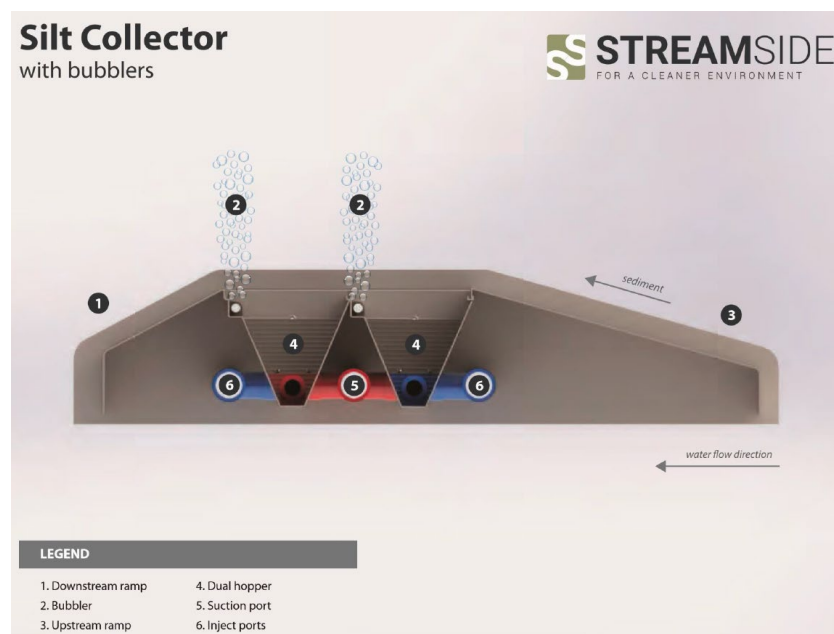 Silt Collector
with bubblers
STREAMSIDE
FOR A CLEANER ENVIRONMENT
2
2
1
sediment
3
4
4
6
5
6
water flow direction
LEGEND
1. Downstream ramp
2. Bubbler
3. Upstream ramp
4. Dual hopper
5. Suction port
6. Inject ports